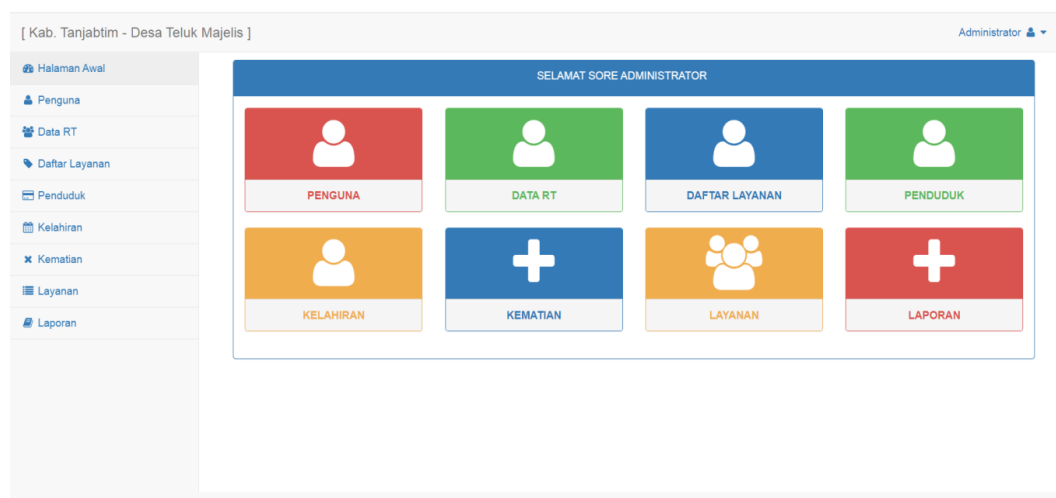 [ Kab. Tanjabtim - Desa Teluk Majelis ]
Administrator
Halaman Awal
Penguna
Data RT
Daftar Layanan
Penduduk
Kelahiran
Kematian
Layanan
Laporan
SELAMAT SORE ADMINISTRATOR
PENGUNA
DATA RT
DAFTAR LAYANAN
PENDUDUK
KELAHIRAN
KEMATIAN
LAYANAN
LAPORAN